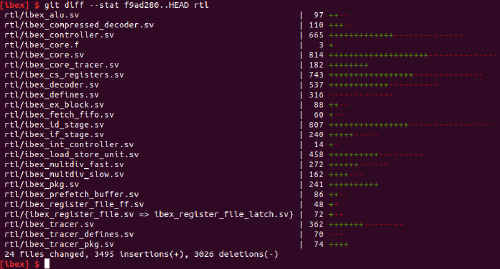 [ibex] $ git diff --stat f9ad280..HEAD rtl
rtl/ibex_alu.sv | 97 ++--
rtl/ibex_compressed_decoder.sv | 110 +++--
rtl/ibex_controller.sv | 665 +++++++++++++--------------
rtl/ibex_core.f | 3 +-
rtl/ibex_core.sv | 814 ++++++++++++++++++++--------------
rtl/ibex_core_tracer.sv | 182 ++++++++
rtl/ibex_cs_registers.sv | 743 +++++++++++++++++--------------
rtl/ibex_decoder.sv | 537 ++++++++++++----------
rtl/ibex_defines.sv | 316 -------------
rtl/ibex_ex_block.sv | 88 ++--
rtl/ibex_fetch_fifo.sv | 60 +--
rtl/ibex_id_stage.sv | 807 ++++++++++++++++-----------------
rtl/ibex_if_stage.sv | 240 +++++-----
rtl/ibex_int_controller.sv | 14 +-
rtl/ibex_load_store_unit.sv | 458 ++++++++++---------
rtl/ibex_multdiv_fast.sv | 272 ++++++------
rtl/ibex_multdiv_slow.sv | 162 ++++---
rtl/ibex_pkg.sv | 241 ++++++++++
rtl/ibex_prefetch_buffer.sv | 86 ++--
rtl/ibex_register_file_ff.sv | 48 +-
rtl/{ibex_register_file.sv => ibex_register_file_latch.sv} | 72 +--
rtl/ibex_tracer.sv | 362 +++++++--------
rtl/ibex_tracer_defines.sv | 70 ---
rtl/ibex_tracer_pkg.sv | 74 ++++
24 files changed, 3495 insertions(+), 3026 deletions(-)
[ibex] $